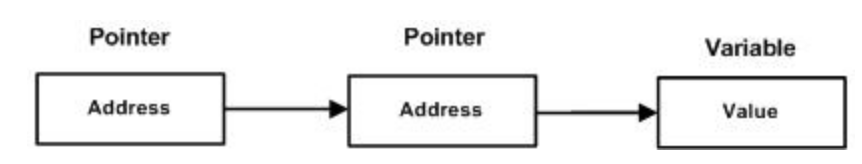 Pointer Pointer Variable
Address Address Value